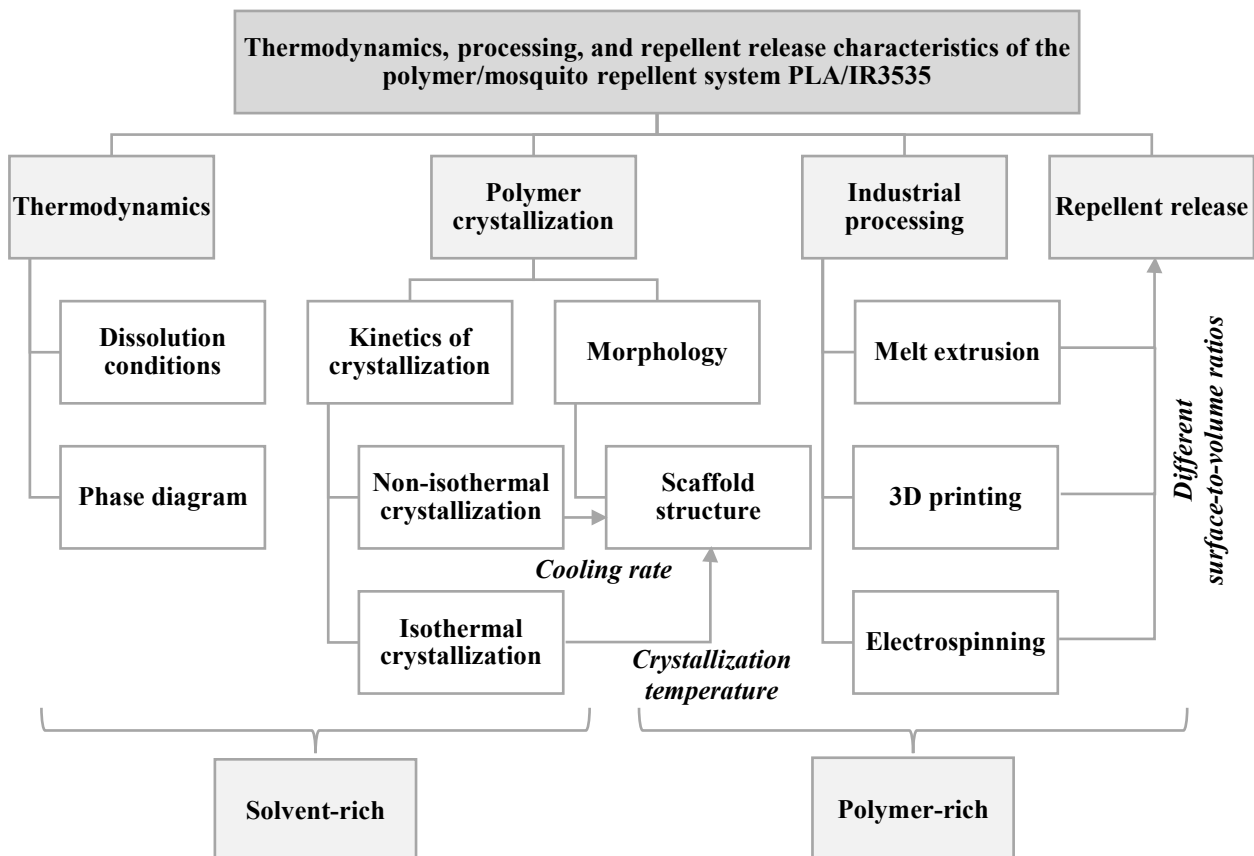 Thermodynamics, processing, and repellent release characteristics of the
polymer/mosquito repellent system PLA/IR3535
Thermodynamics
Polymer
crystallization
Industrial
processing
Repellent release
Dissolution
conditions
Kinetics of
crystallization
Morphology
Melt extrusion
Phase diagram
Non-isothermal
crystallization
Scaffold
structure
3D printing
Different
surface-to-volume ratios
Cooling rate
Isothermal
crystallization
Crystallization
temperature
Electrospinning
Solvent-rich
Polymer-rich